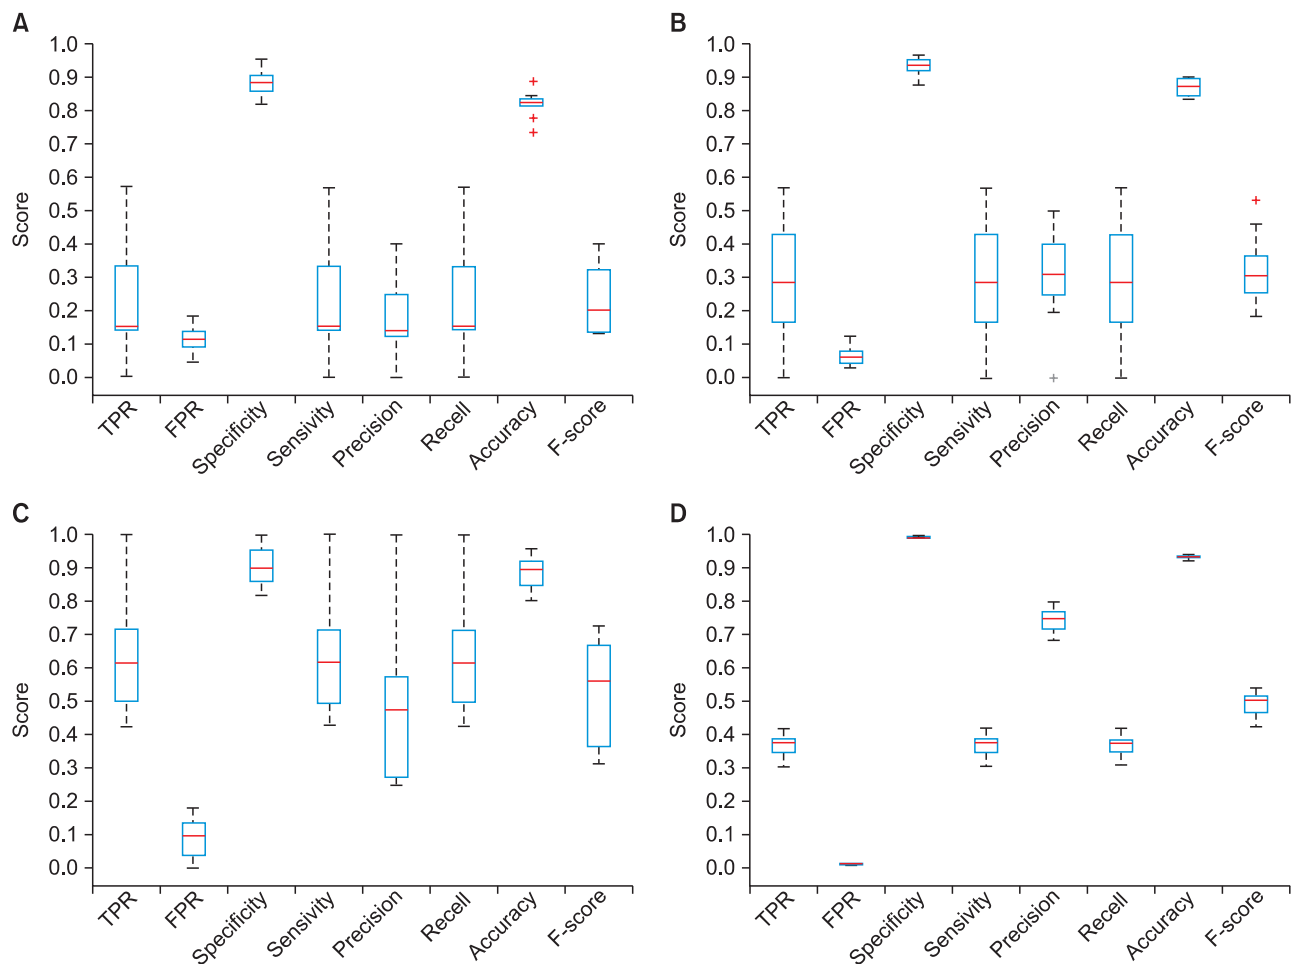 A
1.0
0.9
0.8
0.7
0.6
0.5
0.4
0.3
0.2
0.1
0.0
Score
TPR
FPR
Specificity
Sensivity
Precision
Recell
Accuracy
F-score
B
1.0
0.9
0.8
0.7
0.6
0.5
0.4
0.3
0.2
0.1
0.0
Score
TPR
FPR
Specificity
Sensivity
Precision
Recell
Accuracy
F-score
C
1.0
0.9
0.8
0.7
0.6
0.5
0.4
0.3
0.2
0.1
0.0
Score
TPR
FPR
Specificity
Sensivity
Precision
Recell
Accuracy
F-score
D
1.0
0.9
0.8
0.7
0.6
0.5
0.4
0.3
0.2
0.1
0.0
Score
TPR
FPR
Specificity
Sensivity
Precision
Recell
Accuracy
F-score